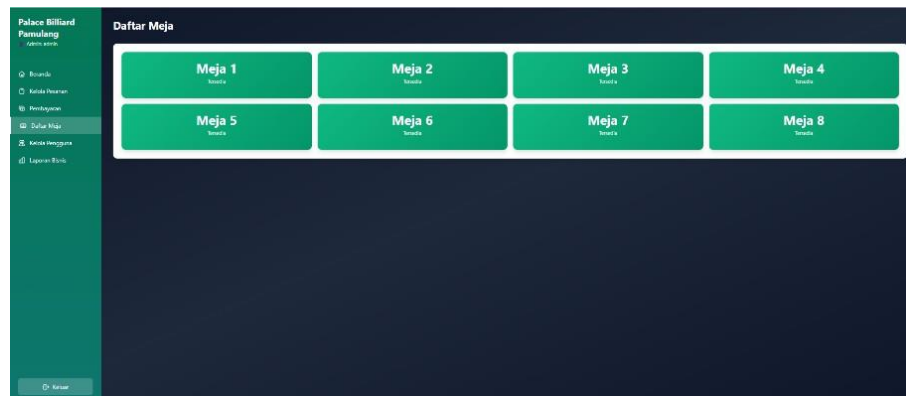 Palace Billiard
Pamulang
Admin: admin
Beranda
Kelola Pesanan
Pembayaran
Daftar Meja
Kelola Pengguna
Laporan Bisnis
Keluar
Daftar Meja
Meja 1
Tersedia
Meja 2
Tersedia
Meja 3
Tersedia
Meja 4
Tersedia
Meja 5
Tersedia
Meja 6
Tersedia
Meja 7
Tersedia
Meja 8
Tersedia